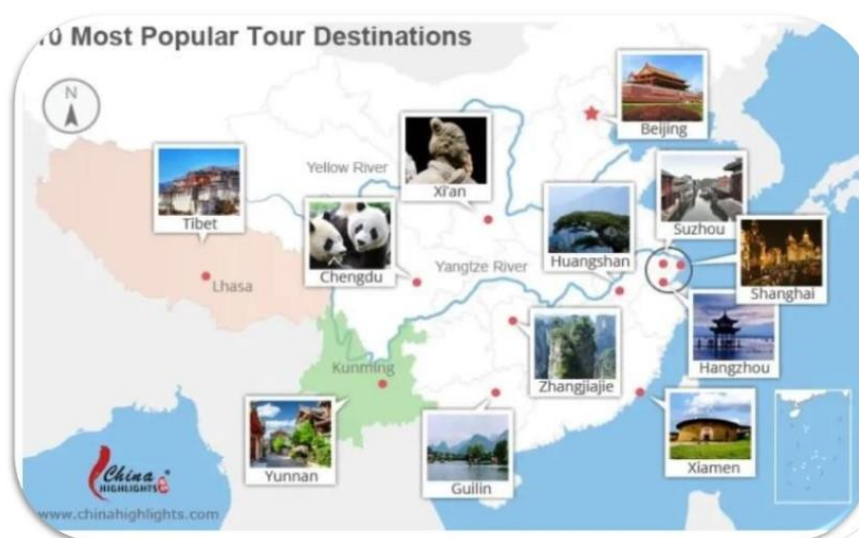 10 Most Popular Tour Destinations
N
Beijing
Yellow River
Xi'an
Tibet
Suzhou
Chengdu
Yangtze River
Huangshan
Lhasa
Shanghai
Hangzhou
Kunming
Zhangjiajie
Yunnan
Guilin
Xiamen
China
HIGHLIGHTS
www.chinahighlights.com